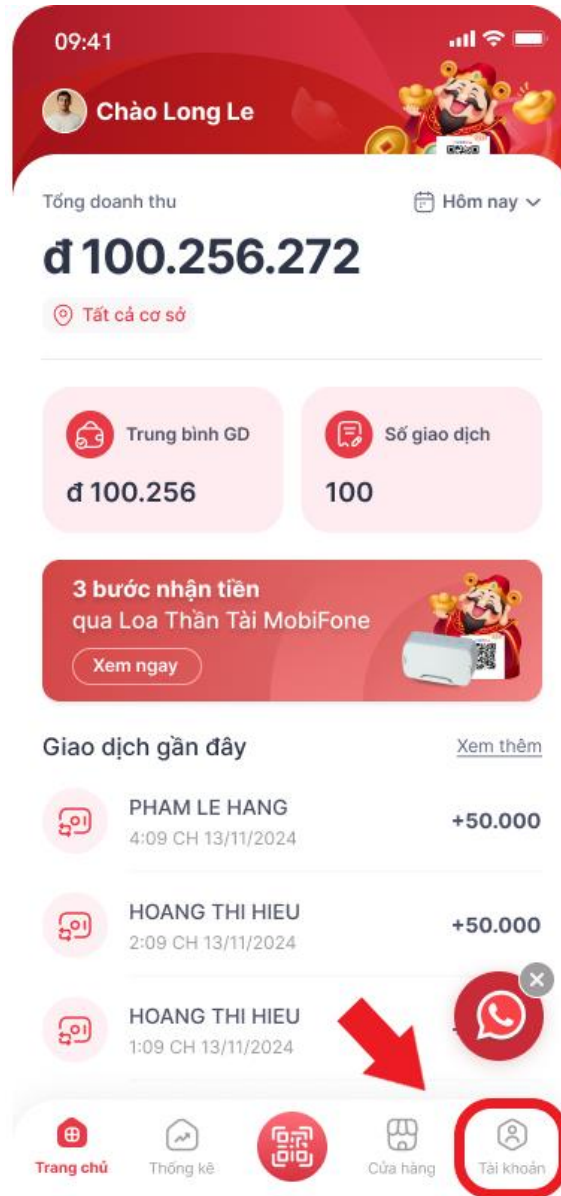 09:41
Chào Long Le
Tổng doanh thu
Hôm nay
đ 100.256.272
Tất cả cơ sở
Trung bình GD
đ 100.256
Số giao dịch
100
3 bước nhận tiền
qua Loa Thần Tài MobiFone
Xem ngay
Giao dịch gần đây
Xem thêm
PHAM LE HANG
+50.000
4:09 CH 13/11/2024
HOANG THI HIEU
+50.000
2:09 CH 13/11/2024
HOANG THI HIEU
1:09 CH 13/11/2024
Trang chủ
Thống kê
Cửa hàng
Tài khoản